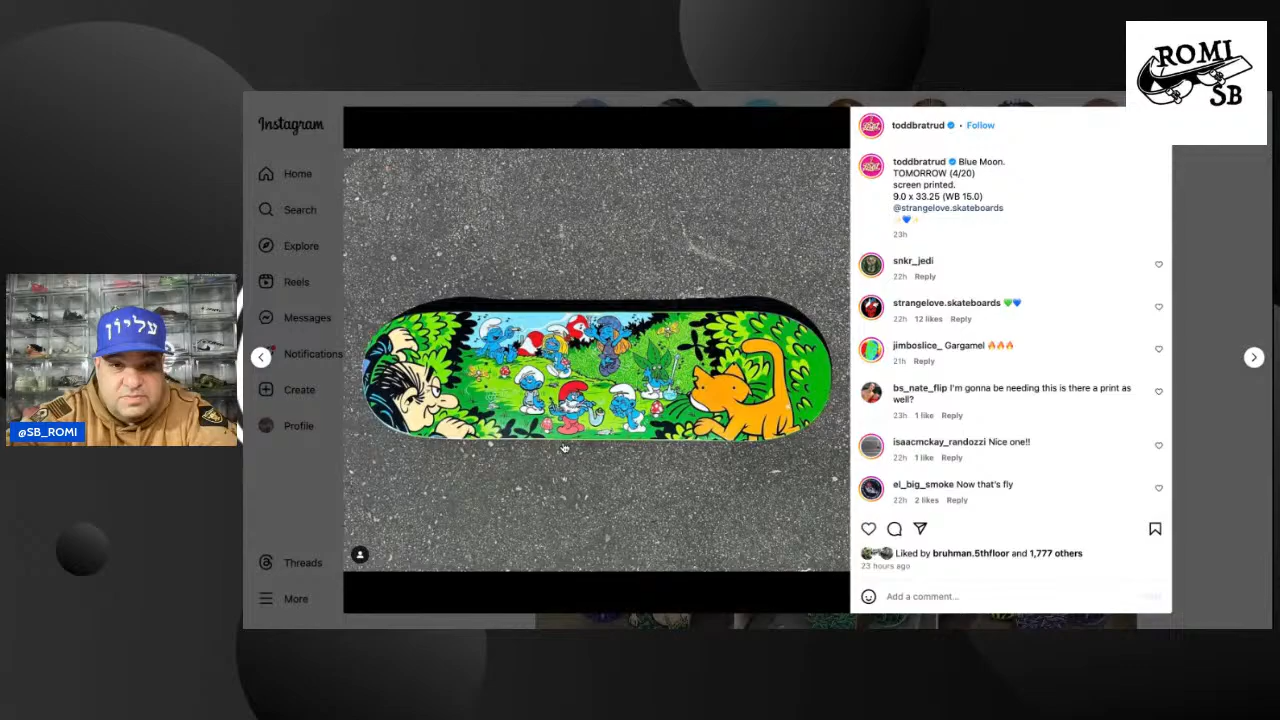 ROMI
SB
Instagram
Home
Search
Explore
Reels
Messages
Notifications
Create
Profile
Threads
More
עליון
@SB_ROMI
toddbratrud • Follow
toddbratrud Blue Moon.
TOMORROW (4/20)
screen printed.
9.0 x 33.25 (WB 15.0)
@strangelove.skateboards
✨💙✨
23h
snkr_jedi
22h Reply
strangelove.skateboards 💚💙
22h 12 likes Reply
jimboslice_ Gargamel 🔥🔥🔥
21h Reply
bs_nate_flip I'm gonna be needing this is there a print as
well?
23h 1 like Reply
isaacmckay_randozzi Nice one!!
22h 1 like Reply
el_big_smoke Now that's fly
22h 2 likes Reply
Liked by bruhman.5thfloor and 1,777 others
23 hours ago
Add a comment...